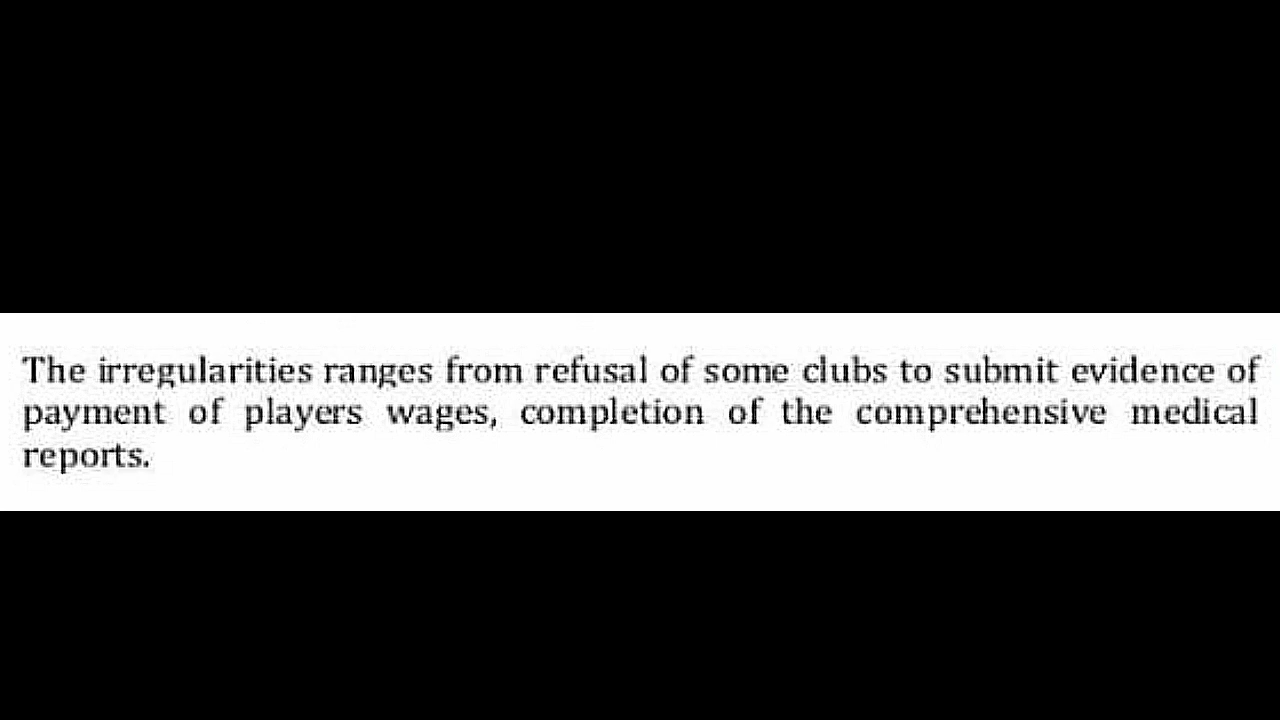 The irregularities ranges from refusal of some clubs to submit evidence of
payment of players wages, completion of the comprehensive medical
reports.